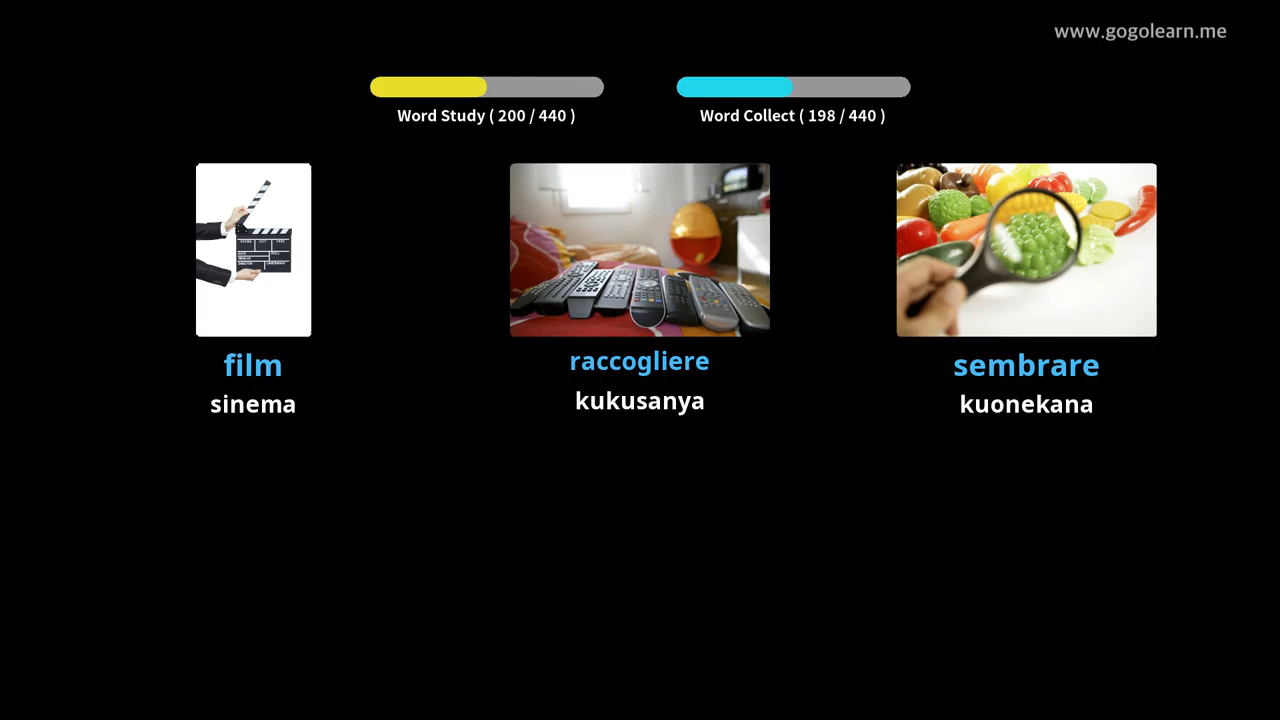 www.gogolearn.me
Word Study ( 200 / 440 )
Word Collect ( 198 / 440 )
film
raccogliere
sembrare
sinema
kukusanya
kuonekana